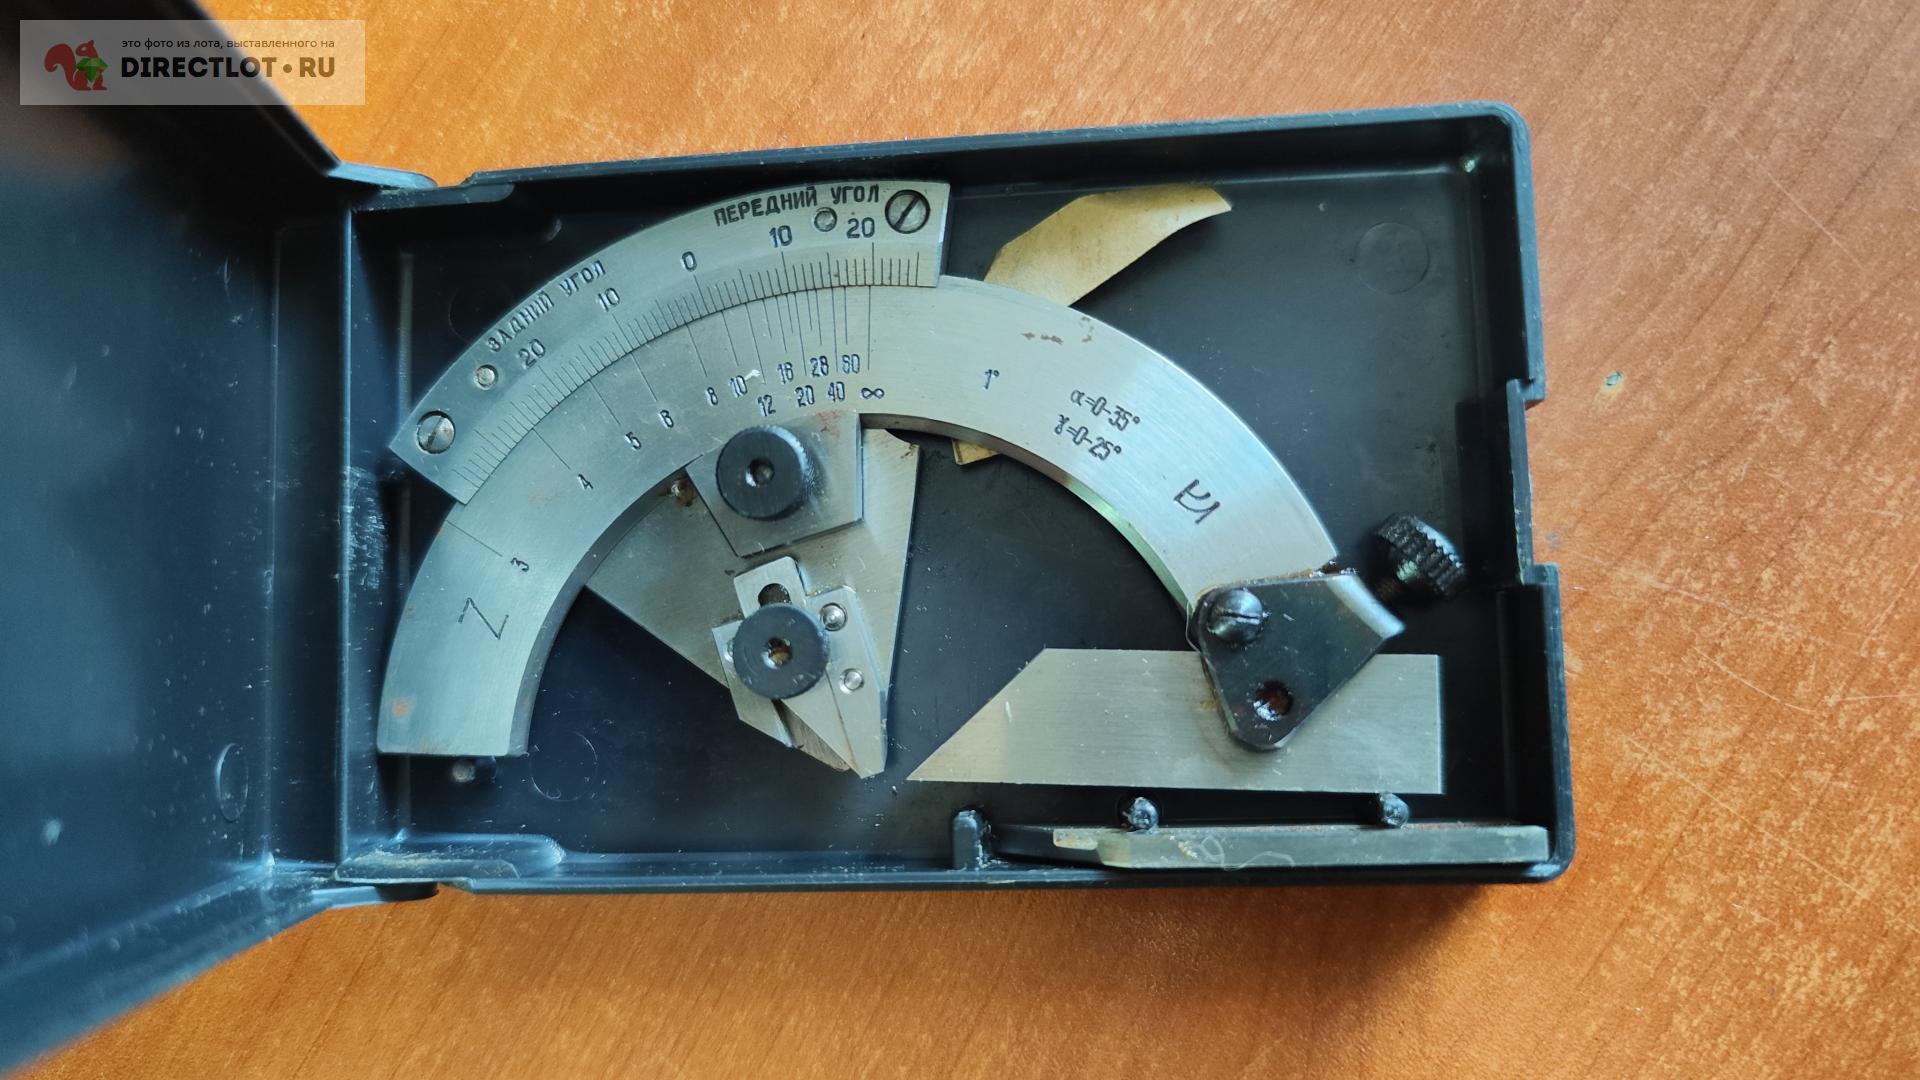 это фото из лота, выставленного на
DIRECTLOT.RU
ПЕРЕДНИЙ УГОЛ
ЗАДНИЙ УГОЛ
20 10 0 10 20
3 4 5 6 8 10 12 16 20 28 40 60 ∞
1°
α=0-35°
γ=0-25°
Z